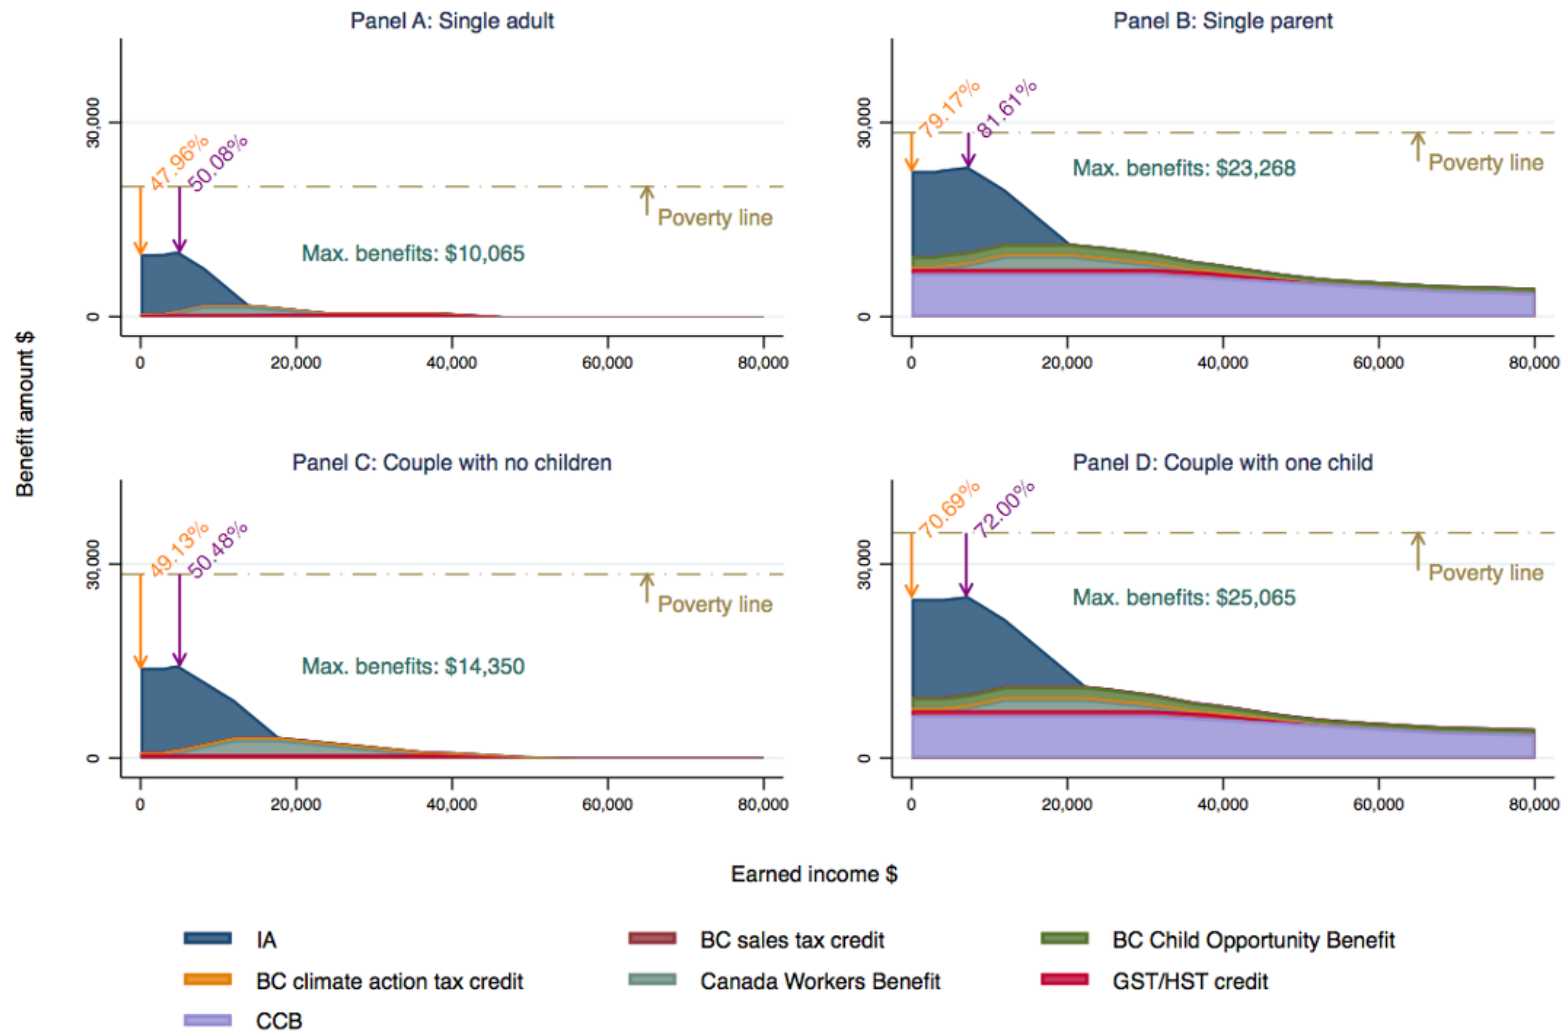 Panel A: Single adult
30,000
0
47.96%
50.08%
Poverty line
Max. benefits: $10,065
0
20,000
40,000
60,000
80,000
Panel B: Single parent
30,000
0
79.17%
81.61%
Poverty line
Max. benefits: $23,268
0
20,000
40,000
60,000
80,000
Benefit amount $
Panel C: Couple with no children
30,000
0
49.13%
50.48%
Poverty line
Max. benefits: $14,350
0
20,000
40,000
60,000
80,000
Panel D: Couple with one child
30,000
0
70.69%
72.00%
Poverty line
Max. benefits: $25,065
0
20,000
40,000
60,000
80,000
Earned income $
IA
BC sales tax credit
BC Child Opportunity Benefit
BC climate action tax credit
Canada Workers Benefit
GST/HST credit
CCB